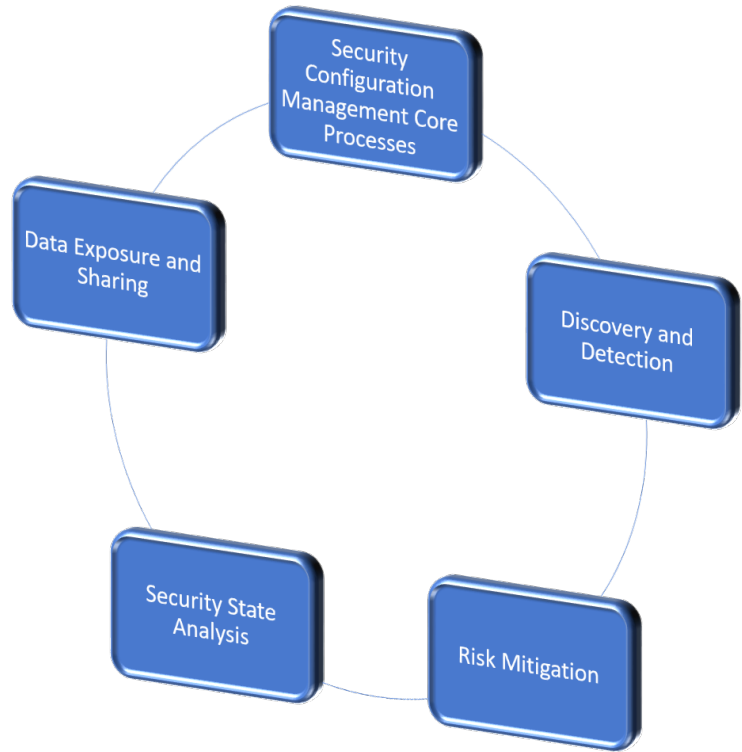 Security
Configuration
Management Core
Processes
Discovery and
Detection
Risk Mitigation
Security State
Analysis
Data Exposure and
Sharing